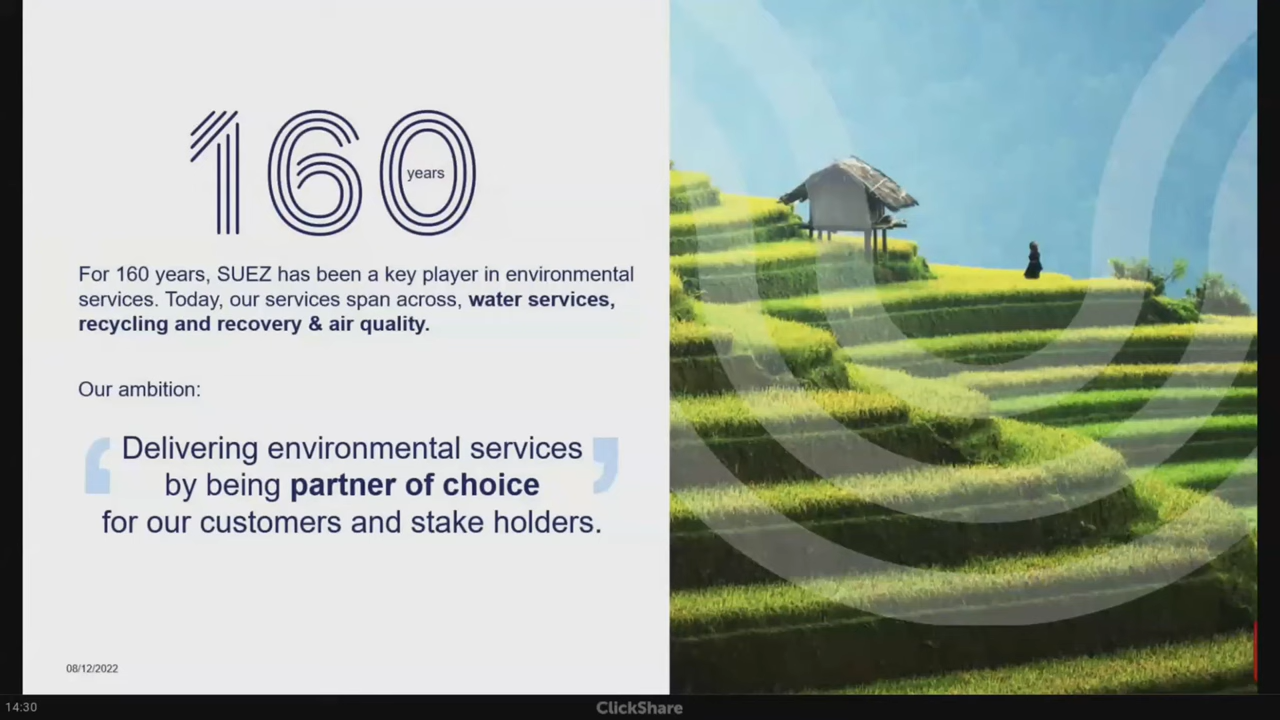 160
years
For 160 years, SUEZ has been a key player in environmental
services. Today, our services span across, water services,
recycling and recovery & air quality.
Our ambition:
‘ Delivering environmental services ’
by being partner of choice
for our customers and stake holders.
08/12/2022
14:30
ClickShare